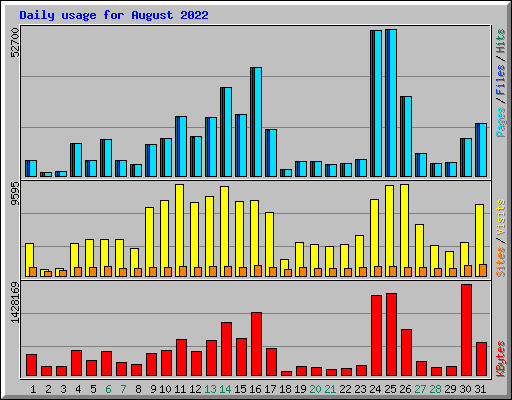 Daily usage for August 2022
52700
9595
1428169
Pages / Files / Hits
Sites / Visits
KBytes
1 2 3 4 5 6 7 8 9 10 11 12 13 14 15 16 17 18 19 20 21 22 23 24 25 26 27 28 29 30 31